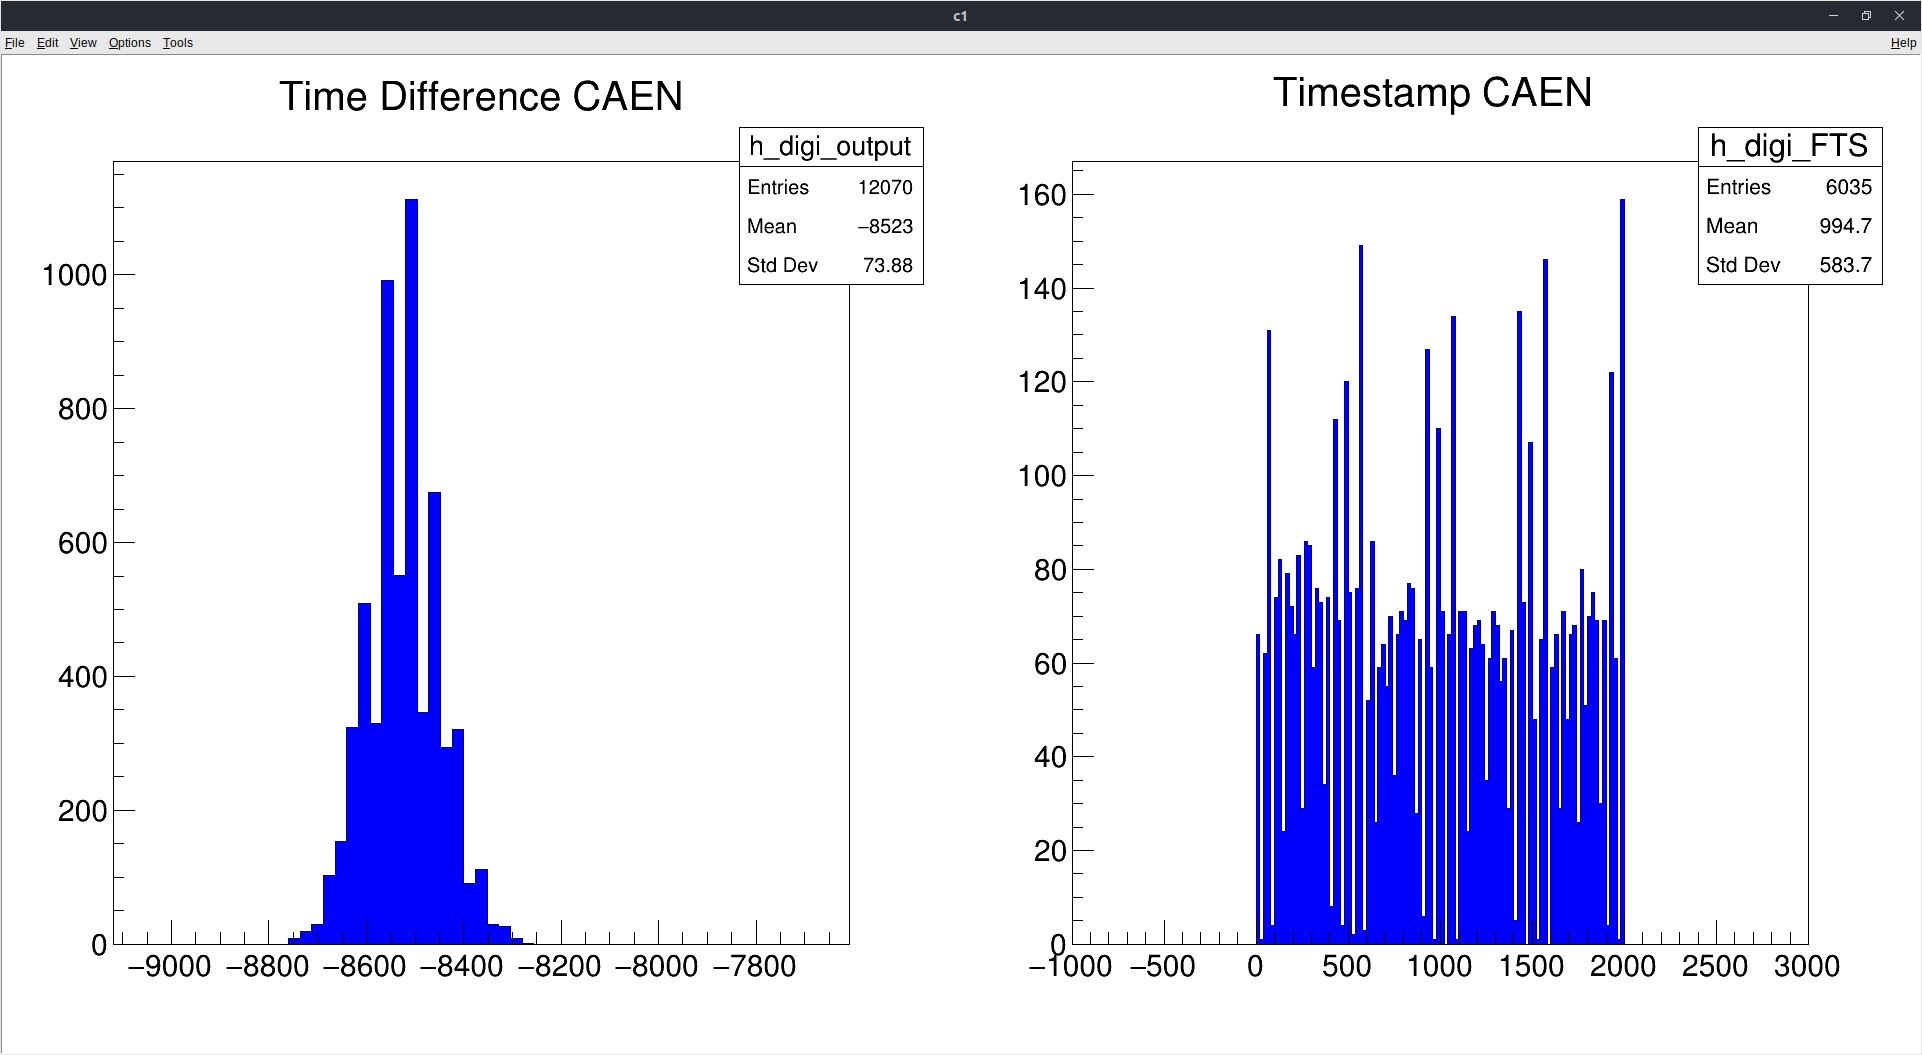 c1
File Edit View Options Tools Help
Time Difference CAEN
h_digi_output
Entries 12070
Mean −8523
Std Dev 73.88
1000
800
600
400
200
0
−9000 −8800 −8600 −8400 −8200 −8000 −7800
Timestamp CAEN
h_digi_FTS
Entries 6035
Mean 994.7
Std Dev 583.7
160
140
120
100
80
60
40
20
0
−1000 −500 0 500 1000 1500 2000 2500 3000